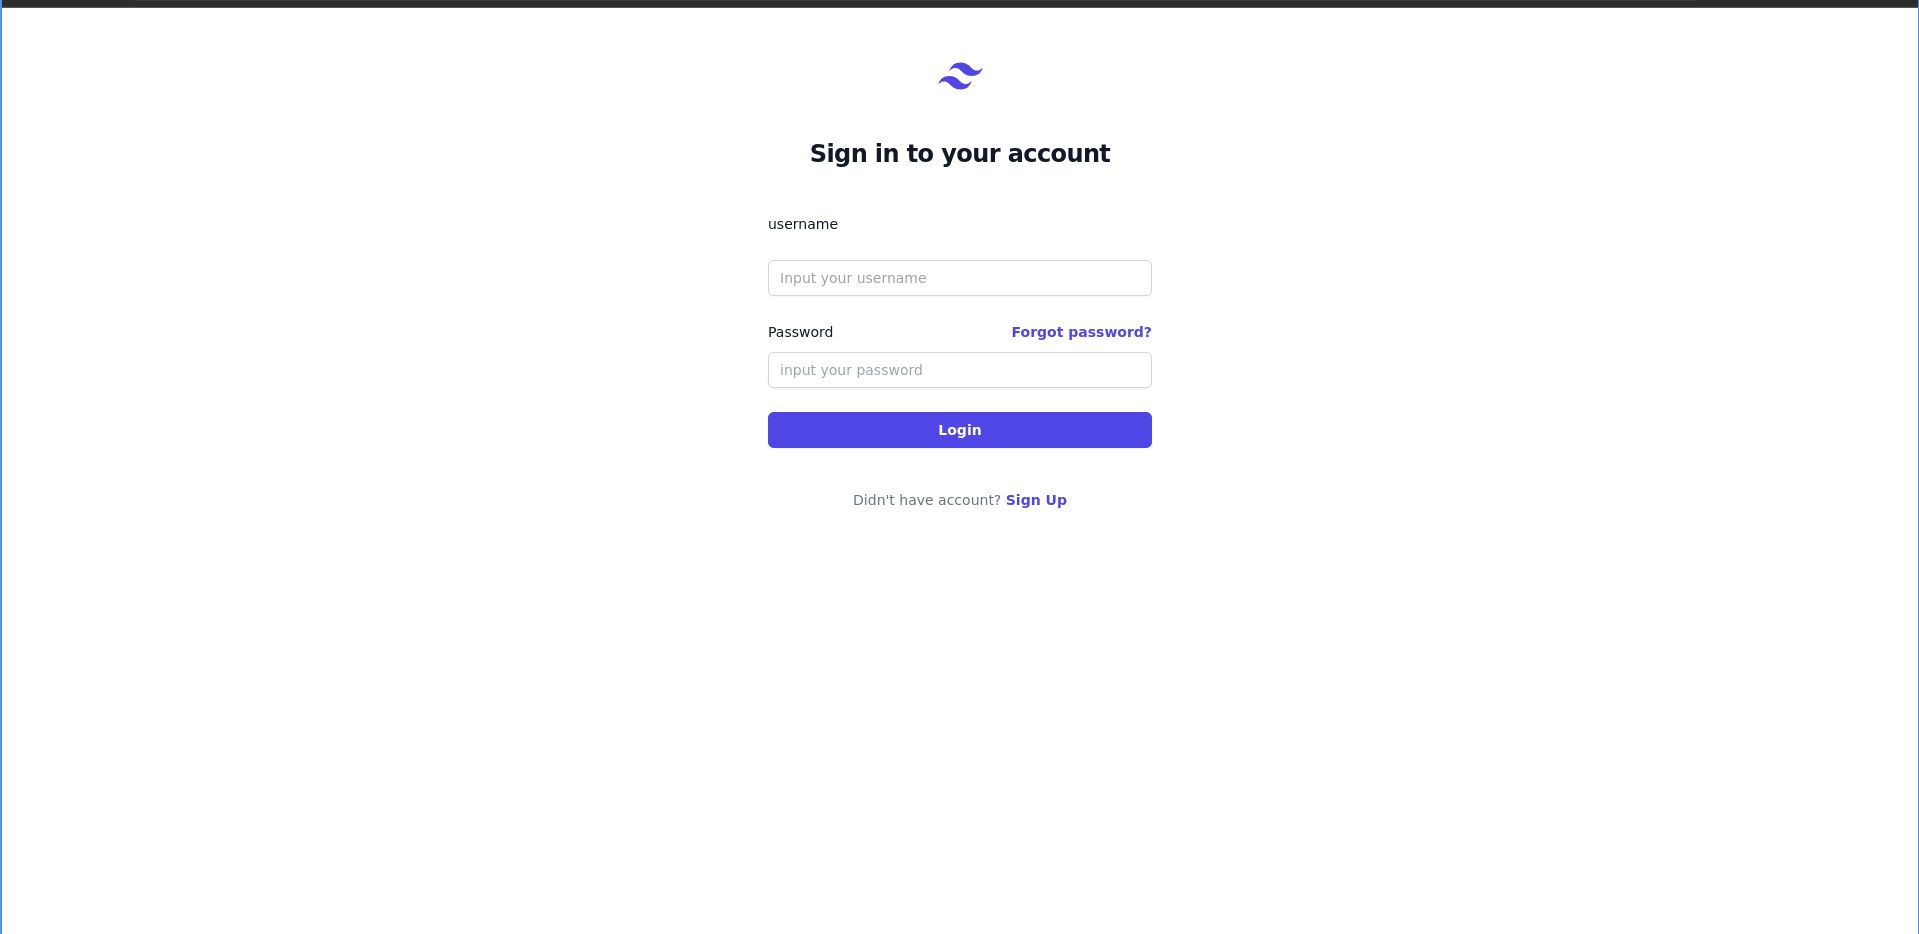 Sign in to your account
username
Input your username
Password Forgot password?
input your password
Login
Didn't have account? Sign Up